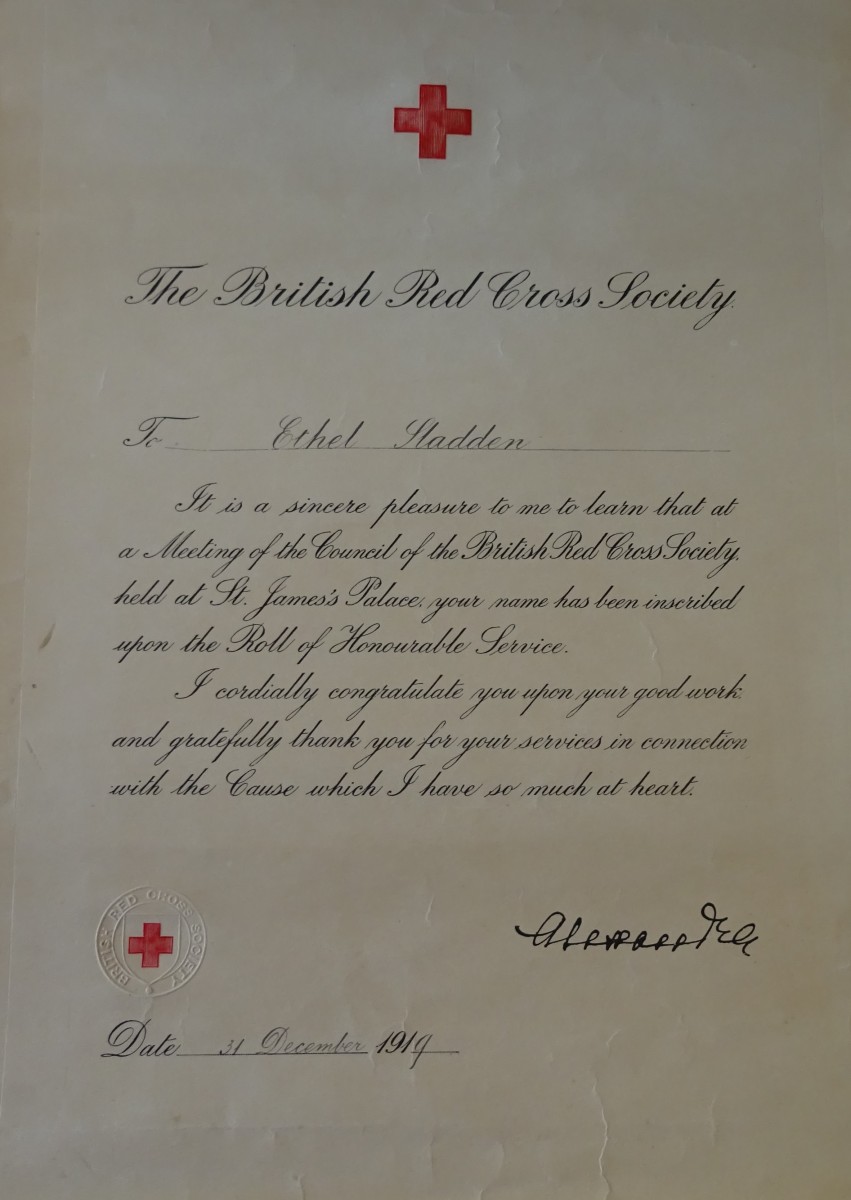 The British Red Cross Society.
To Ethel Sladden
It is a sincere pleasure to me to learn that at
a Meeting of the Council of the British Red Cross Society,
held at St. James's Palace, your name has been inscribed
upon the Roll of Honourable Service.
I cordially congratulate you upon your good work
and gratefully thank you for your services in connection
with the Cause which I have so much at heart.
BRITISH RED CROSS SOCIETY
Alexandra
Date 31 December 1919